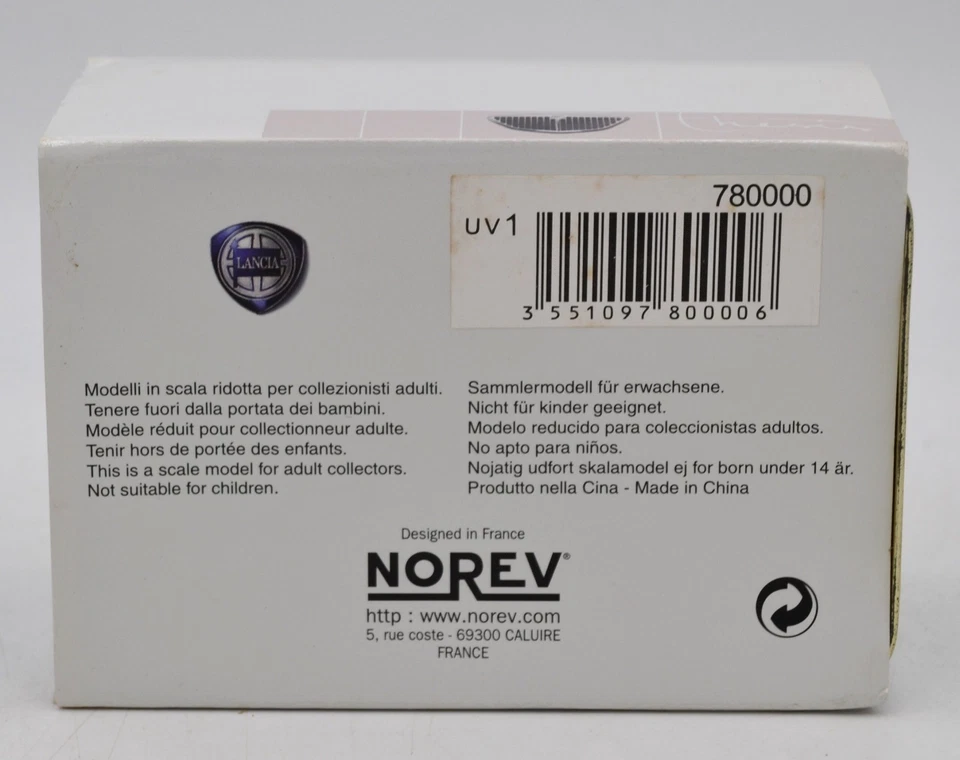 780000
UV1
3 551097 800006
LANCIA
Modelli in scala ridotta per collezionisti adulti.
Tenere fuori dalla portata dei bambini.
Modèle réduit pour collectionneur adulte.
Tenir hors de portée des enfants.
This is a scale model for adult collectors.
Not suitable for children.
Sammlermodell für erwachsene.
Nicht für kinder geeignet.
Modelo reducido para coleccionistas adultos.
No apto para niños.
Nojatig udfort skalamodel ej for born under 14 är.
Produtto nella Cina - Made in China
Designed in France
NOREV®
http : www.norev.com
5, rue coste - 69300 CALUIRE
FRANCE